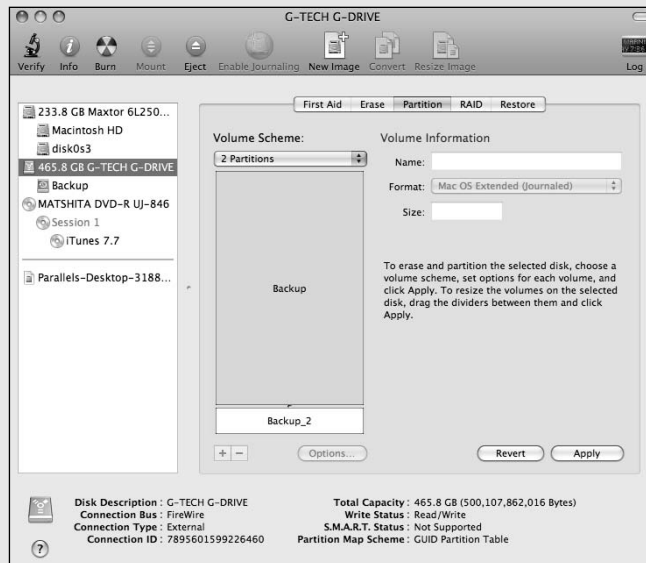 G-TECH G-DRIVE
Verify Info Burn Mount Eject Enable Journaling New Image Convert Resize Image Log
First Aid Erase Partition RAID Restore
233.8 GB Maxtor 6L250...
Macintosh HD
disk0s3
465.8 GB G-TECH G-DRIVE
Backup
MATSHITA DVD-R UJ-846
Session 1
iTunes 7.7
Parallels-Desktop-3188...
Volume Scheme:
2 Partitions
Backup
Backup_2
+ −
Options...
Volume Information
Name:
Format: Mac OS Extended (Journaled)
Size:
To erase and partition the selected disk, choose a
volume scheme, set options for each volume, and
click Apply. To resize the volumes on the selected
disk, drag the dividers between them and click
Apply.
Revert Apply
Disk Description : G-TECH G-DRIVE
Connection Bus : FireWire
Connection Type : External
Connection ID : 7895601599226460
Total Capacity : 465.8 GB (500,107,862,016 Bytes)
Write Status : Read/Write
S.M.A.R.T. Status : Not Supported
Partition Map Scheme : GUID Partition Table
?